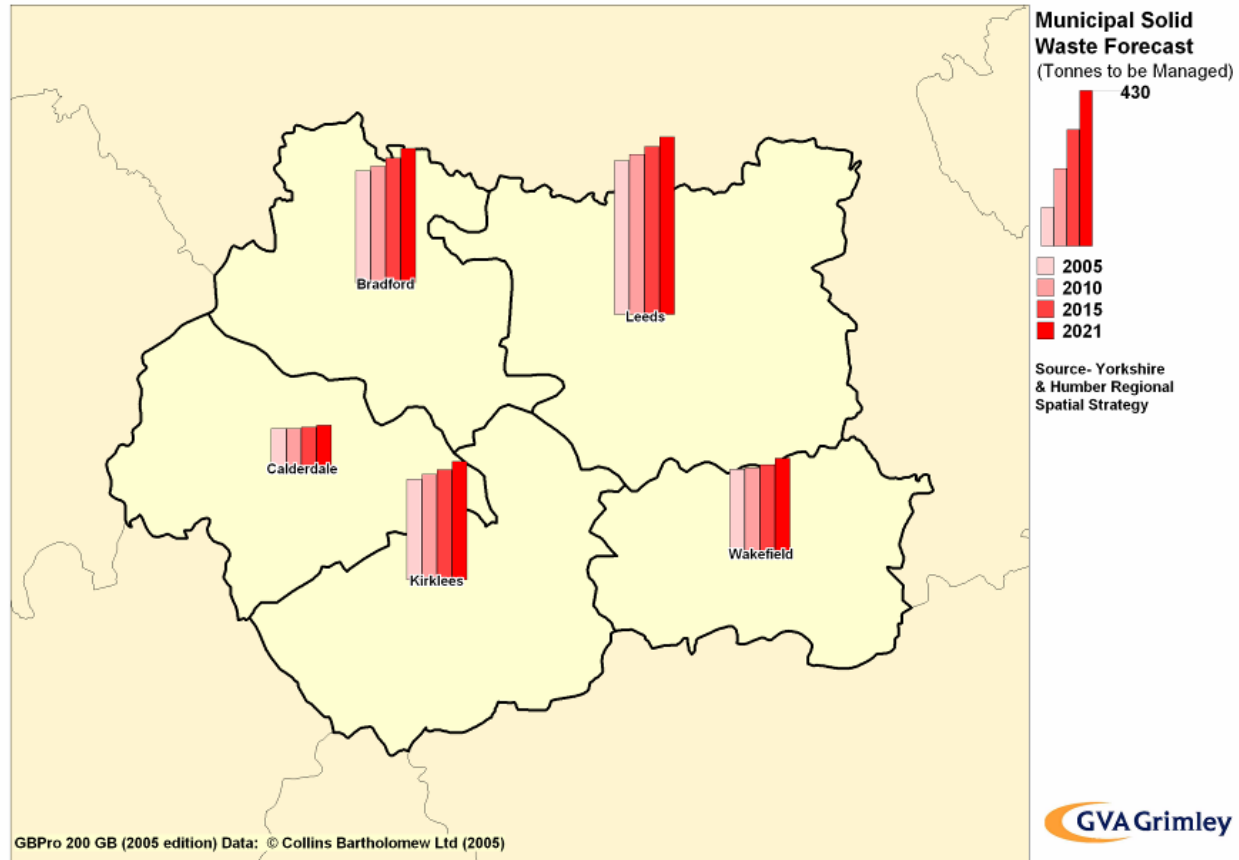 Municipal Solid
Waste Forecast
(Tonnes to be Managed)
430
2005
2010
2015
2021
Source- Yorkshire
& Humber Regional
Spatial Strategy
Bradford
Leeds
Calderdale
Kirklees
Wakefield
GBPro 200 GB (2005 edition) Data: © Collins Bartholomew Ltd (2005)
GVA Grimley